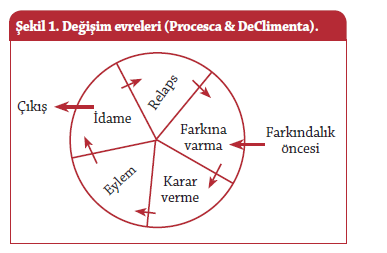 Şekil 1. Değişim evreleri (Procesca & DeClimenta).
Çıkış
İdame
Relaps
Farkına
varma
Farkındalık
öncesi
Eylem
Karar
verme